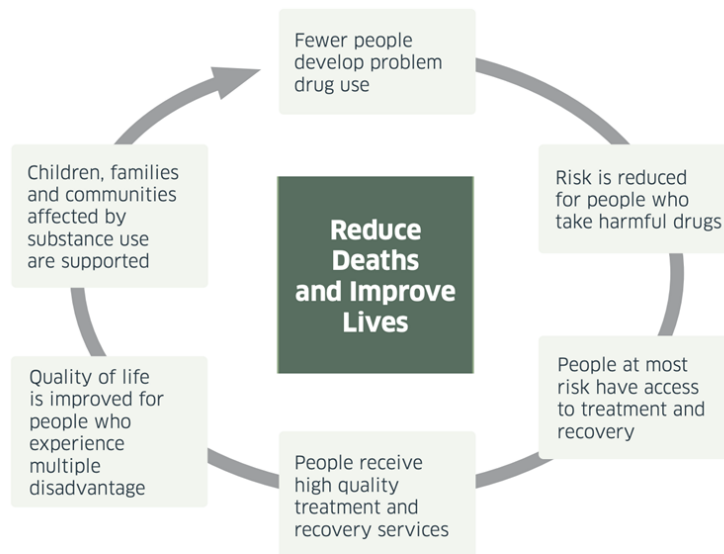 Fewer people
develop problem
drug use
Risk is reduced
for people who
take harmful drugs
People at most
risk have access
to treatment and
recovery
People receive
high quality
treatment and
recovery services
Quality of life
is improved for
people who
experience
multiple
disadvantage
Children, families
and communities
affected by
substance use
are supported
Reduce
Deaths
and Improve
Lives